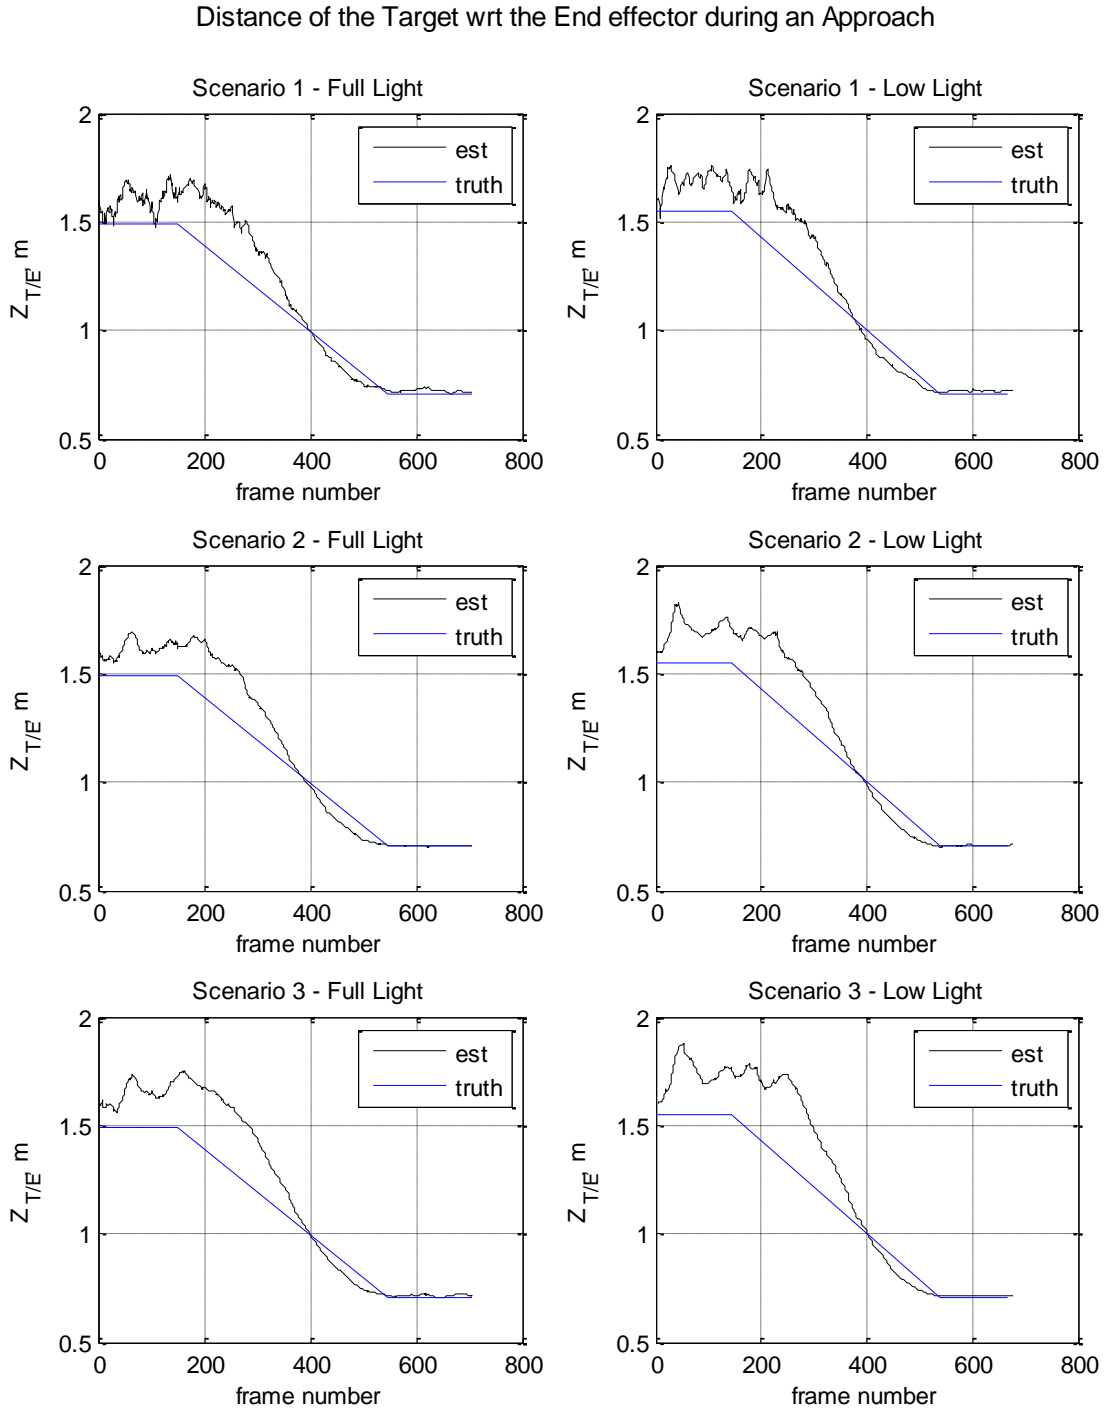 Distance of the Target wrt the End effector during an Approach
Scenario 1 - Full Light
2
1.5
1
0.5
0 200 400 600 800
Z T/E, m
frame number
est
truth
Scenario 1 - Low Light
2
1.5
1
0.5
0 200 400 600 800
Z T/E, m
frame number
est
truth
Scenario 2 - Full Light
2
1.5
1
0.5
0 200 400 600 800
Z T/E, m
frame number
est
truth
Scenario 2 - Low Light
2
1.5
1
0.5
0 200 400 600 800
Z T/E, m
frame number
est
truth
Scenario 3 - Full Light
2
1.5
1
0.5
0 200 400 600 800
Z T/E, m
frame number
est
truth
Scenario 3 - Low Light
2
1.5
1
0.5
0 200 400 600 800
Z T/E, m
frame number
est
truth